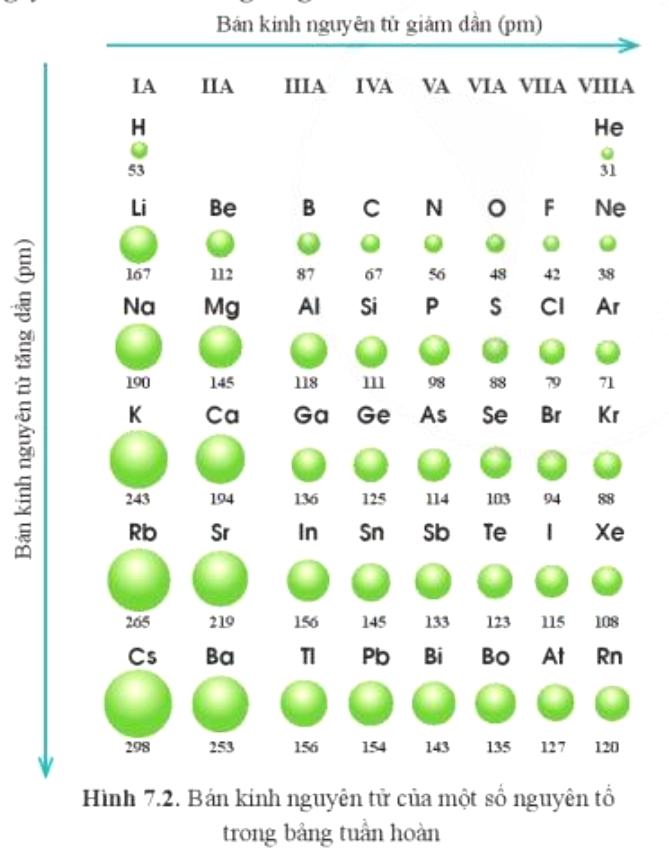 Bán kính nguyên tử giảm dần (pm)
IA IIA IIIA IVA VA VIA VIIA VIIIA
H He
53 31
Li Be B C N O F Ne
167 112 87 67 56 48 42 38
Na Mg Al Si P S Cl Ar
190 145 118 111 98 88 79 71
K Ca Ga Ge As Se Br Kr
243 194 136 125 114 103 94 88
Rb Sr In Sn Sb Te I Xe
265 219 156 145 133 123 115 108
Cs Ba Tl Pb Bi Bo At Rn
298 253 156 154 143 135 127 120
Bán kính nguyên tử tăng dần (pm)
Hình 7.2. Bán kính nguyên tử của một số nguyên tố
trong bảng tuần hoàn